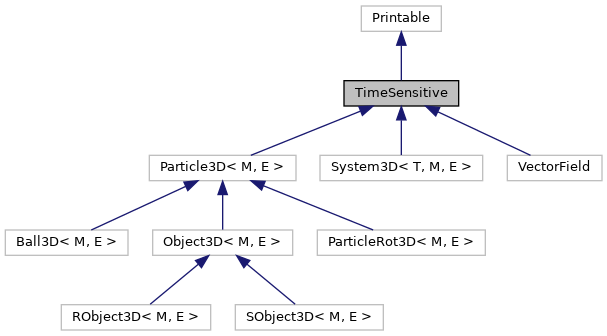 Printable
TimeSensitive
Particle3D< M, E >
System3D< T, M, E >
VectorField
Ball3D< M, E >
Object3D< M, E >
ParticleRot3D< M, E >
RObject3D< M, E >
SObject3D< M, E >